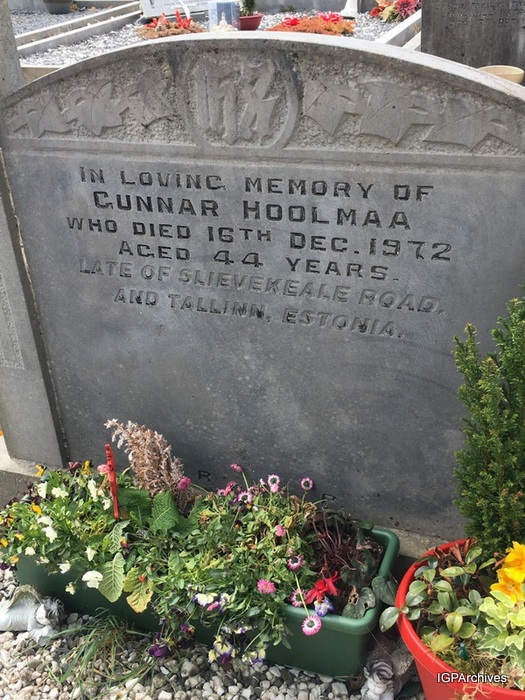 IHS
IN LOVING MEMORY OF
GUNNAR HOOLMAA
WHO DIED 16TH DEC. 1972
AGED 44 YEARS.
LATE OF SLIEVEKEALE ROAD,
AND TALLINN, ESTONIA.
R. P
IGPArchives